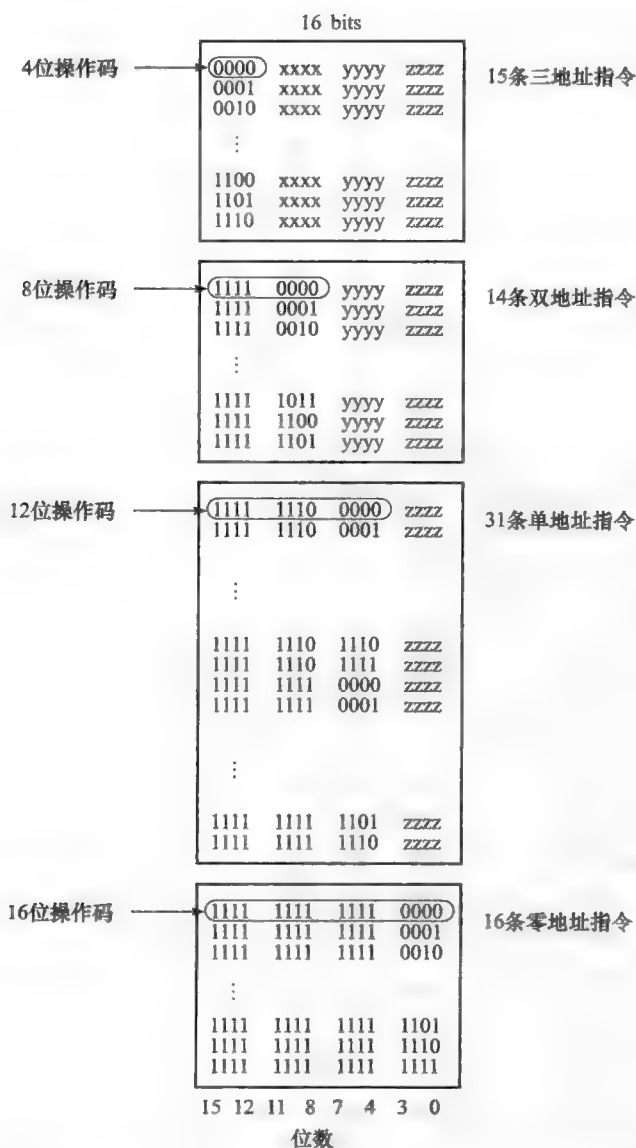 16 bits
4位操作码 0000 xxxx yyyy zzzz 15条三地址指令
0001 xxxx yyyy zzzz
0010 xxxx yyyy zzzz
⋮
1100 xxxx yyyy zzzz
1101 xxxx yyyy zzzz
1110 xxxx yyyy zzzz
8位操作码 1111 0000 yyyy zzzz 14条双地址指令
1111 0001 yyyy zzzz
1111 0010 yyyy zzzz
⋮
1111 1011 yyyy zzzz
1111 1100 yyyy zzzz
1111 1101 yyyy zzzz
12位操作码 1111 1110 0000 zzzz 31条单地址指令
1111 1110 0001 zzzz
⋮
1111 1110 1110 zzzz
1111 1110 1111 zzzz
1111 1111 0000 zzzz
1111 1111 0001 zzzz
⋮
1111 1111 1101 zzzz
1111 1111 1110 zzzz
16位操作码 1111 1111 1111 0000 16条零地址指令
1111 1111 1111 0001
1111 1111 1111 0010
⋮
1111 1111 1111 1101
1111 1111 1111 1110
1111 1111 1111 1111
15 12 11 8 7 4 3 0
位数